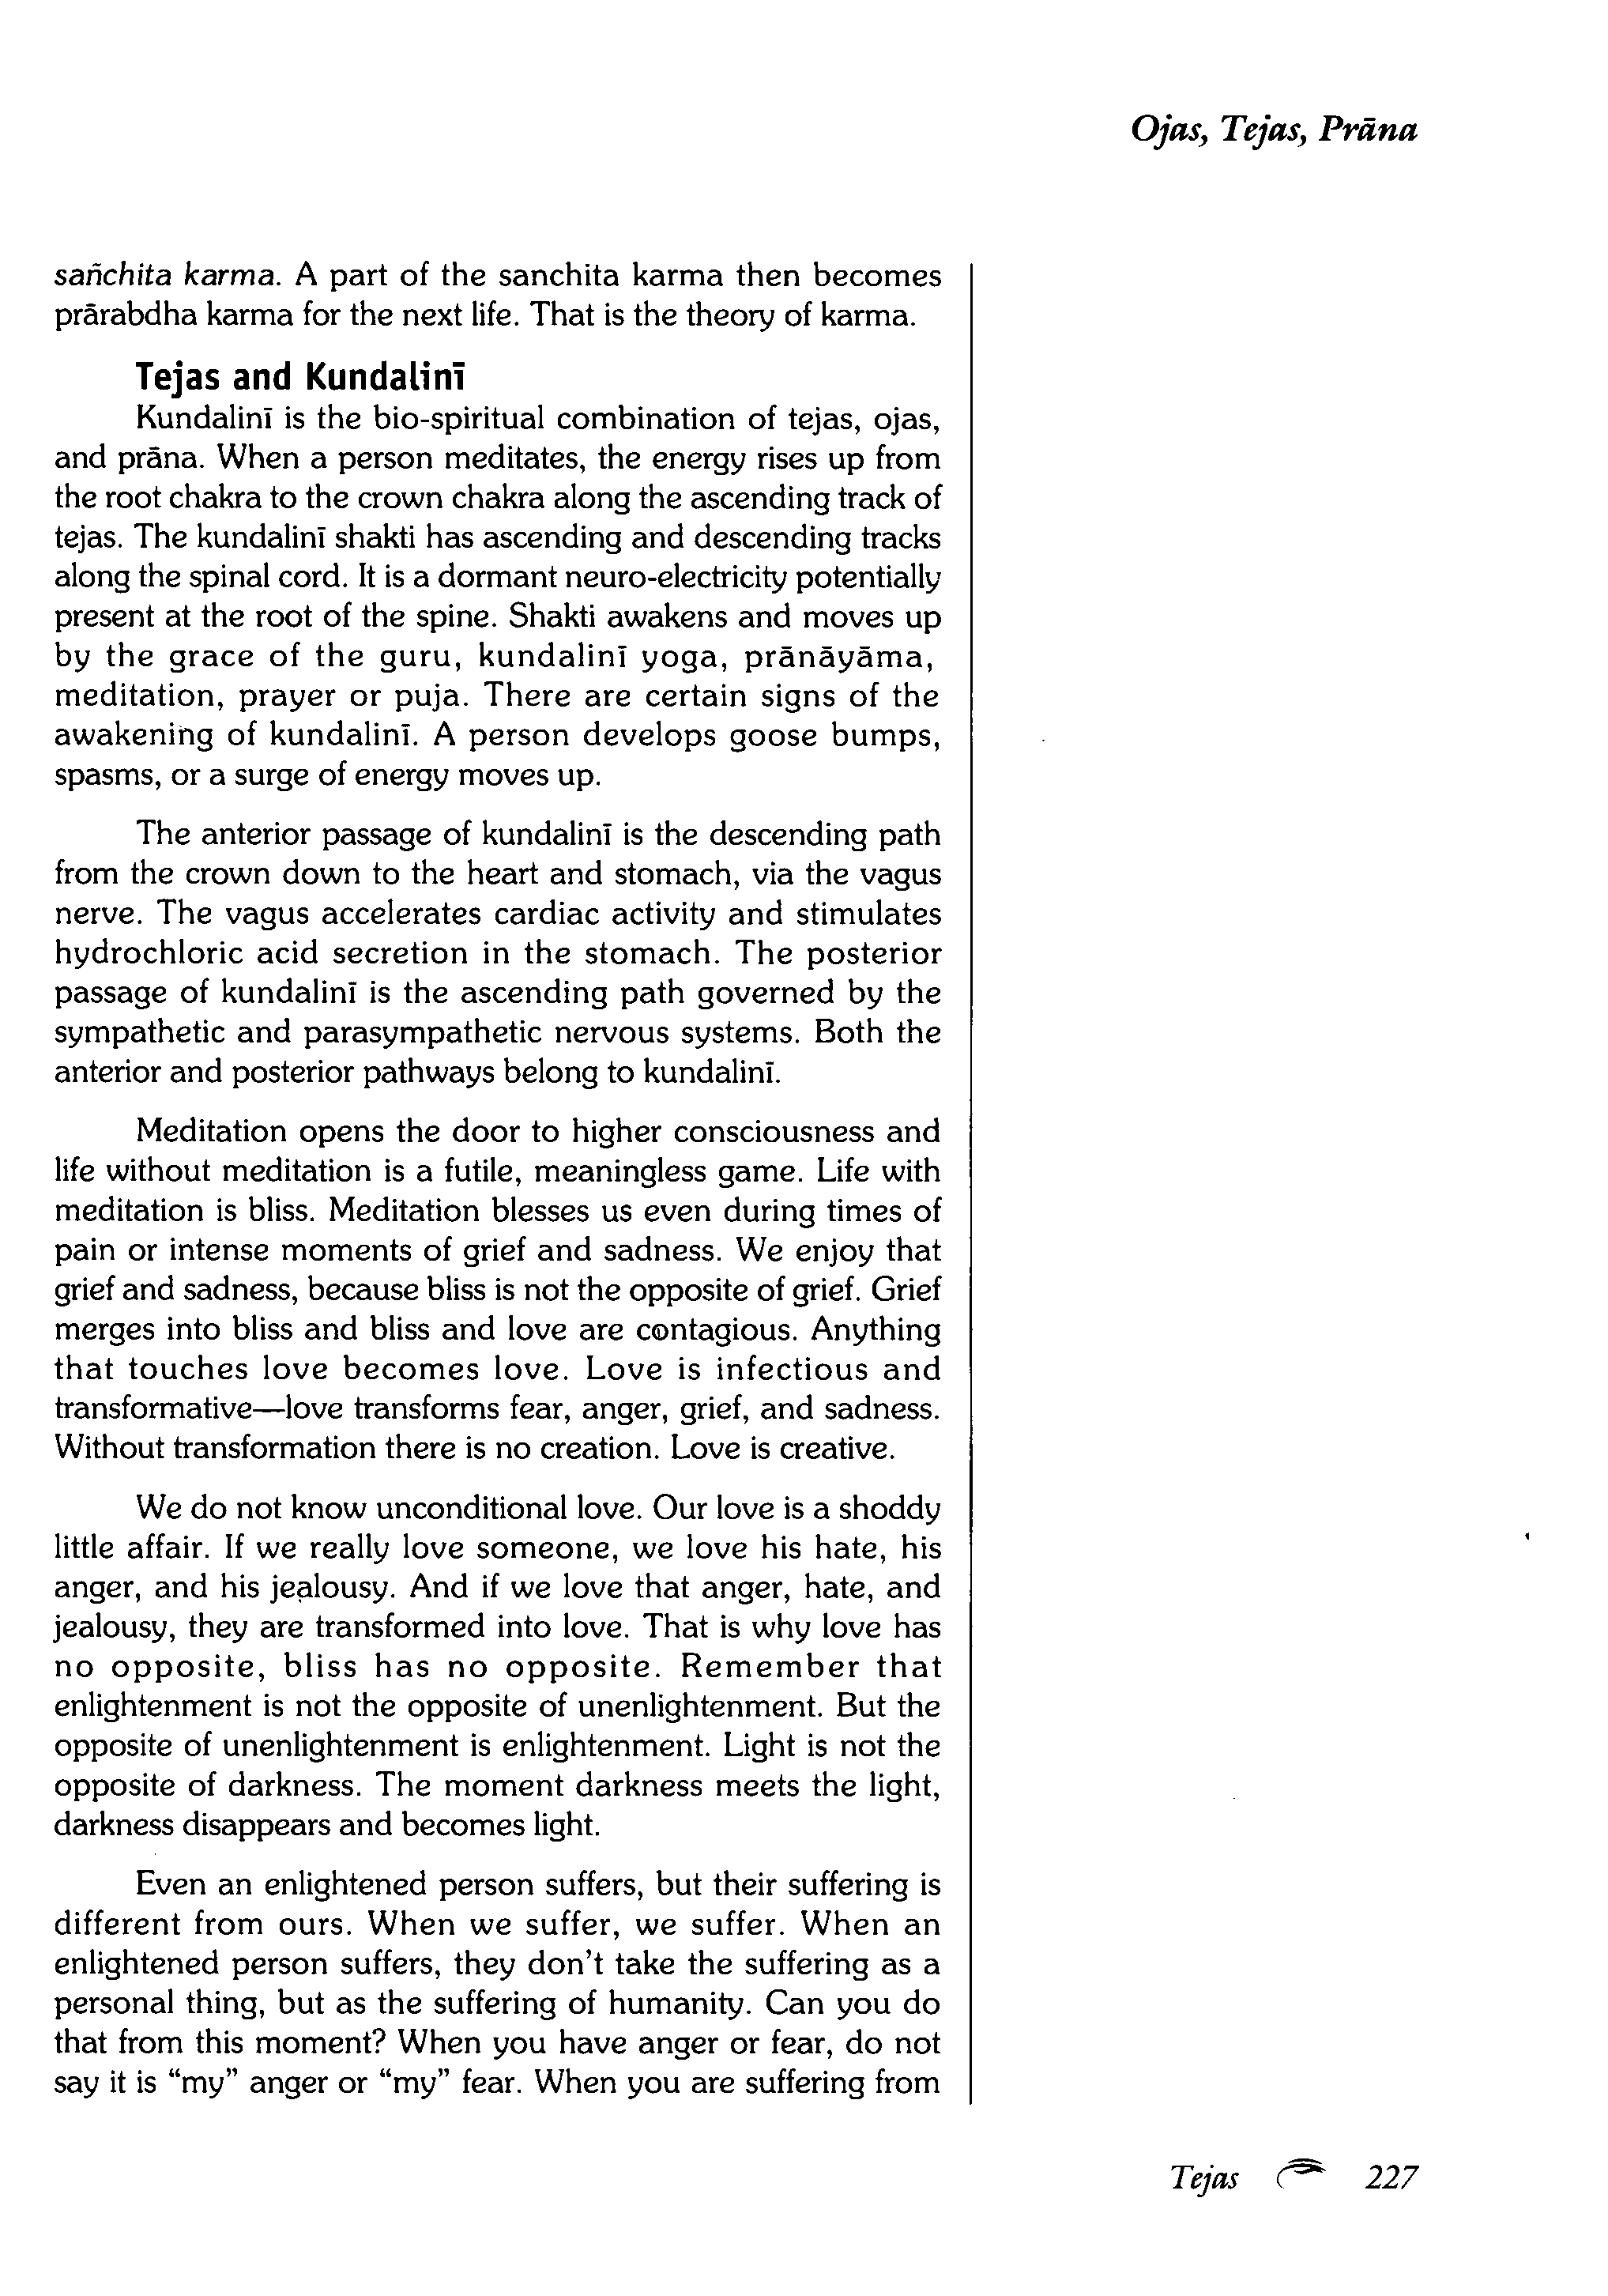 Ojas, Tejas, Prāna
sañchita karma. A part of the sanchita karma then becomes
prārabdha karma for the next life. That is the theory of karma.
Tejas and Kundalinī
Kundalinī is the bio-spiritual combination of tejas, ojas,
and prāna. When a person meditates, the energy rises up from
the root chakra to the crown chakra along the ascending track of
tejas. The kundalinī shakti has ascending and descending tracks
along the spinal cord. It is a dormant neuro-electricity potentially
present at the root of the spine. Shakti awakens and moves up
by the grace of the guru, kundalinī yoga, prānāyāma,
meditation, prayer or puja. There are certain signs of the
awakening of kundalinī. A person develops goose bumps,
spasms, or a surge of energy moves up.
The anterior passage of kundalinī is the descending path
from the crown down to the heart and stomach, via the vagus
nerve. The vagus accelerates cardiac activity and stimulates
hydrochloric acid secretion in the stomach. The posterior
passage of kundalinī is the ascending path governed by the
sympathetic and parasympathetic nervous systems. Both the
anterior and posterior pathways belong to kundalinī.
Meditation opens the door to higher consciousness and
life without meditation is a futile, meaningless game. Life with
meditation is bliss. Meditation blesses us even during times of
pain or intense moments of grief and sadness. We enjoy that
grief and sadness, because bliss is not the opposite of grief. Grief
merges into bliss and bliss and love are contagious. Anything
that touches love becomes love. Love is infectious and
transformative—love transforms fear, anger, grief, and sadness.
Without transformation there is no creation. Love is creative.
We do not know unconditional love. Our love is a shoddy
little affair. If we really love someone, we love his hate, his
anger, and his jealousy. And if we love that anger, hate, and
jealousy, they are transformed into love. That is why love has
no opposite, bliss has no opposite. Remember that
enlightenment is not the opposite of unenlightenment. But the
opposite of unenlightenment is enlightenment. Light is not the
opposite of darkness. The moment darkness meets the light,
darkness disappears and becomes light.
Even an enlightened person suffers, but their suffering is
different from ours. When we suffer, we suffer. When an
enlightened person suffers, they don't take the suffering as a
personal thing, but as the suffering of humanity. Can you do
that from this moment? When you have anger or fear, do not
say it is “my” anger or “my” fear. When you are suffering from
Tejas 227